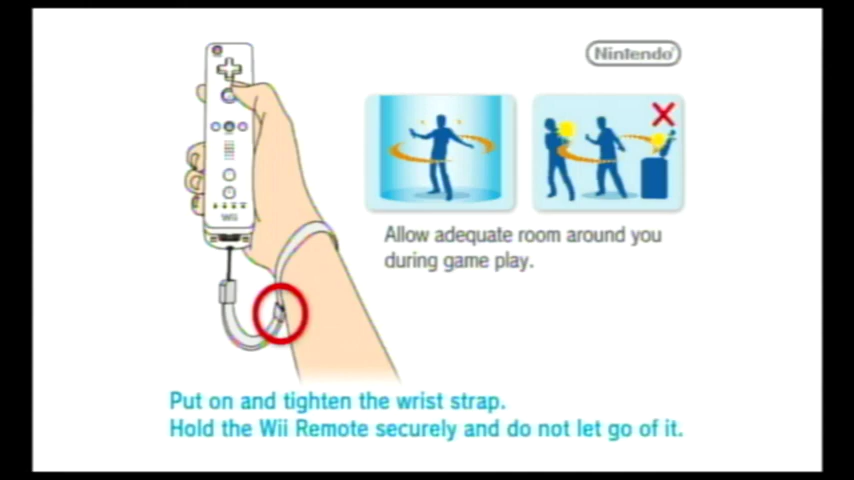 Nintendo
Wii
Allow adequate room around you
during game play.
Put on and tighten the wrist strap.
Hold the Wii Remote securely and do not let go of it.